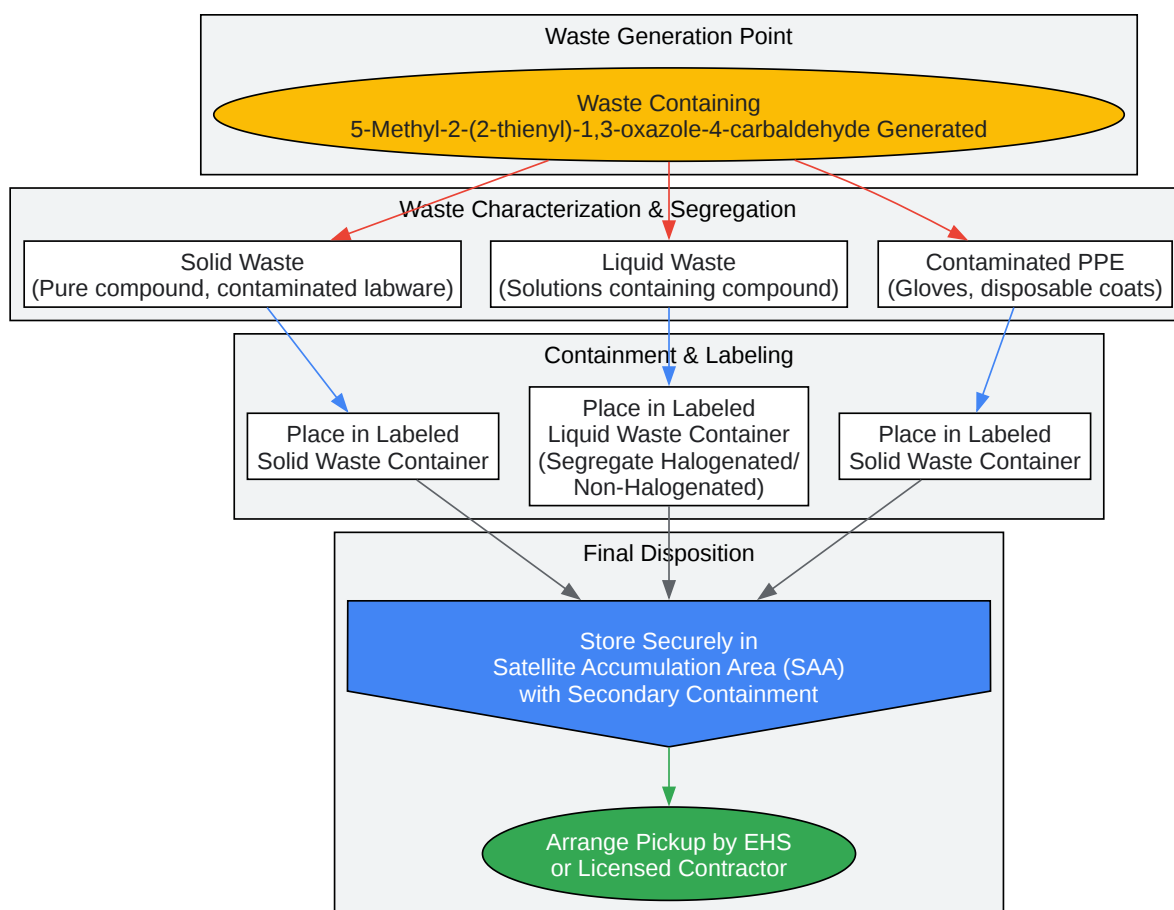 Waste Generation Point
Waste Containing
5-Methyl-2-(2-thienyl)-1,3-oxazole-4-carbaldehyde Generated
Waste Characterization & Segregation
Solid Waste
(Pure compound, contaminated labware)
Liquid Waste
(Solutions containing compound)
Contaminated PPE
(Gloves, disposable coats)
Containment & Labeling
Place in Labeled
Solid Waste Container
Place in Labeled
Liquid Waste Container
(Segregate Halogenated/
Non-Halogenated)
Place in Labeled
Solid Waste Container
Final Disposition
Store Securely in
Satellite Accumulation Area (SAA)
with Secondary Containment
Arrange Pickup by EHS
or Licensed Contractor